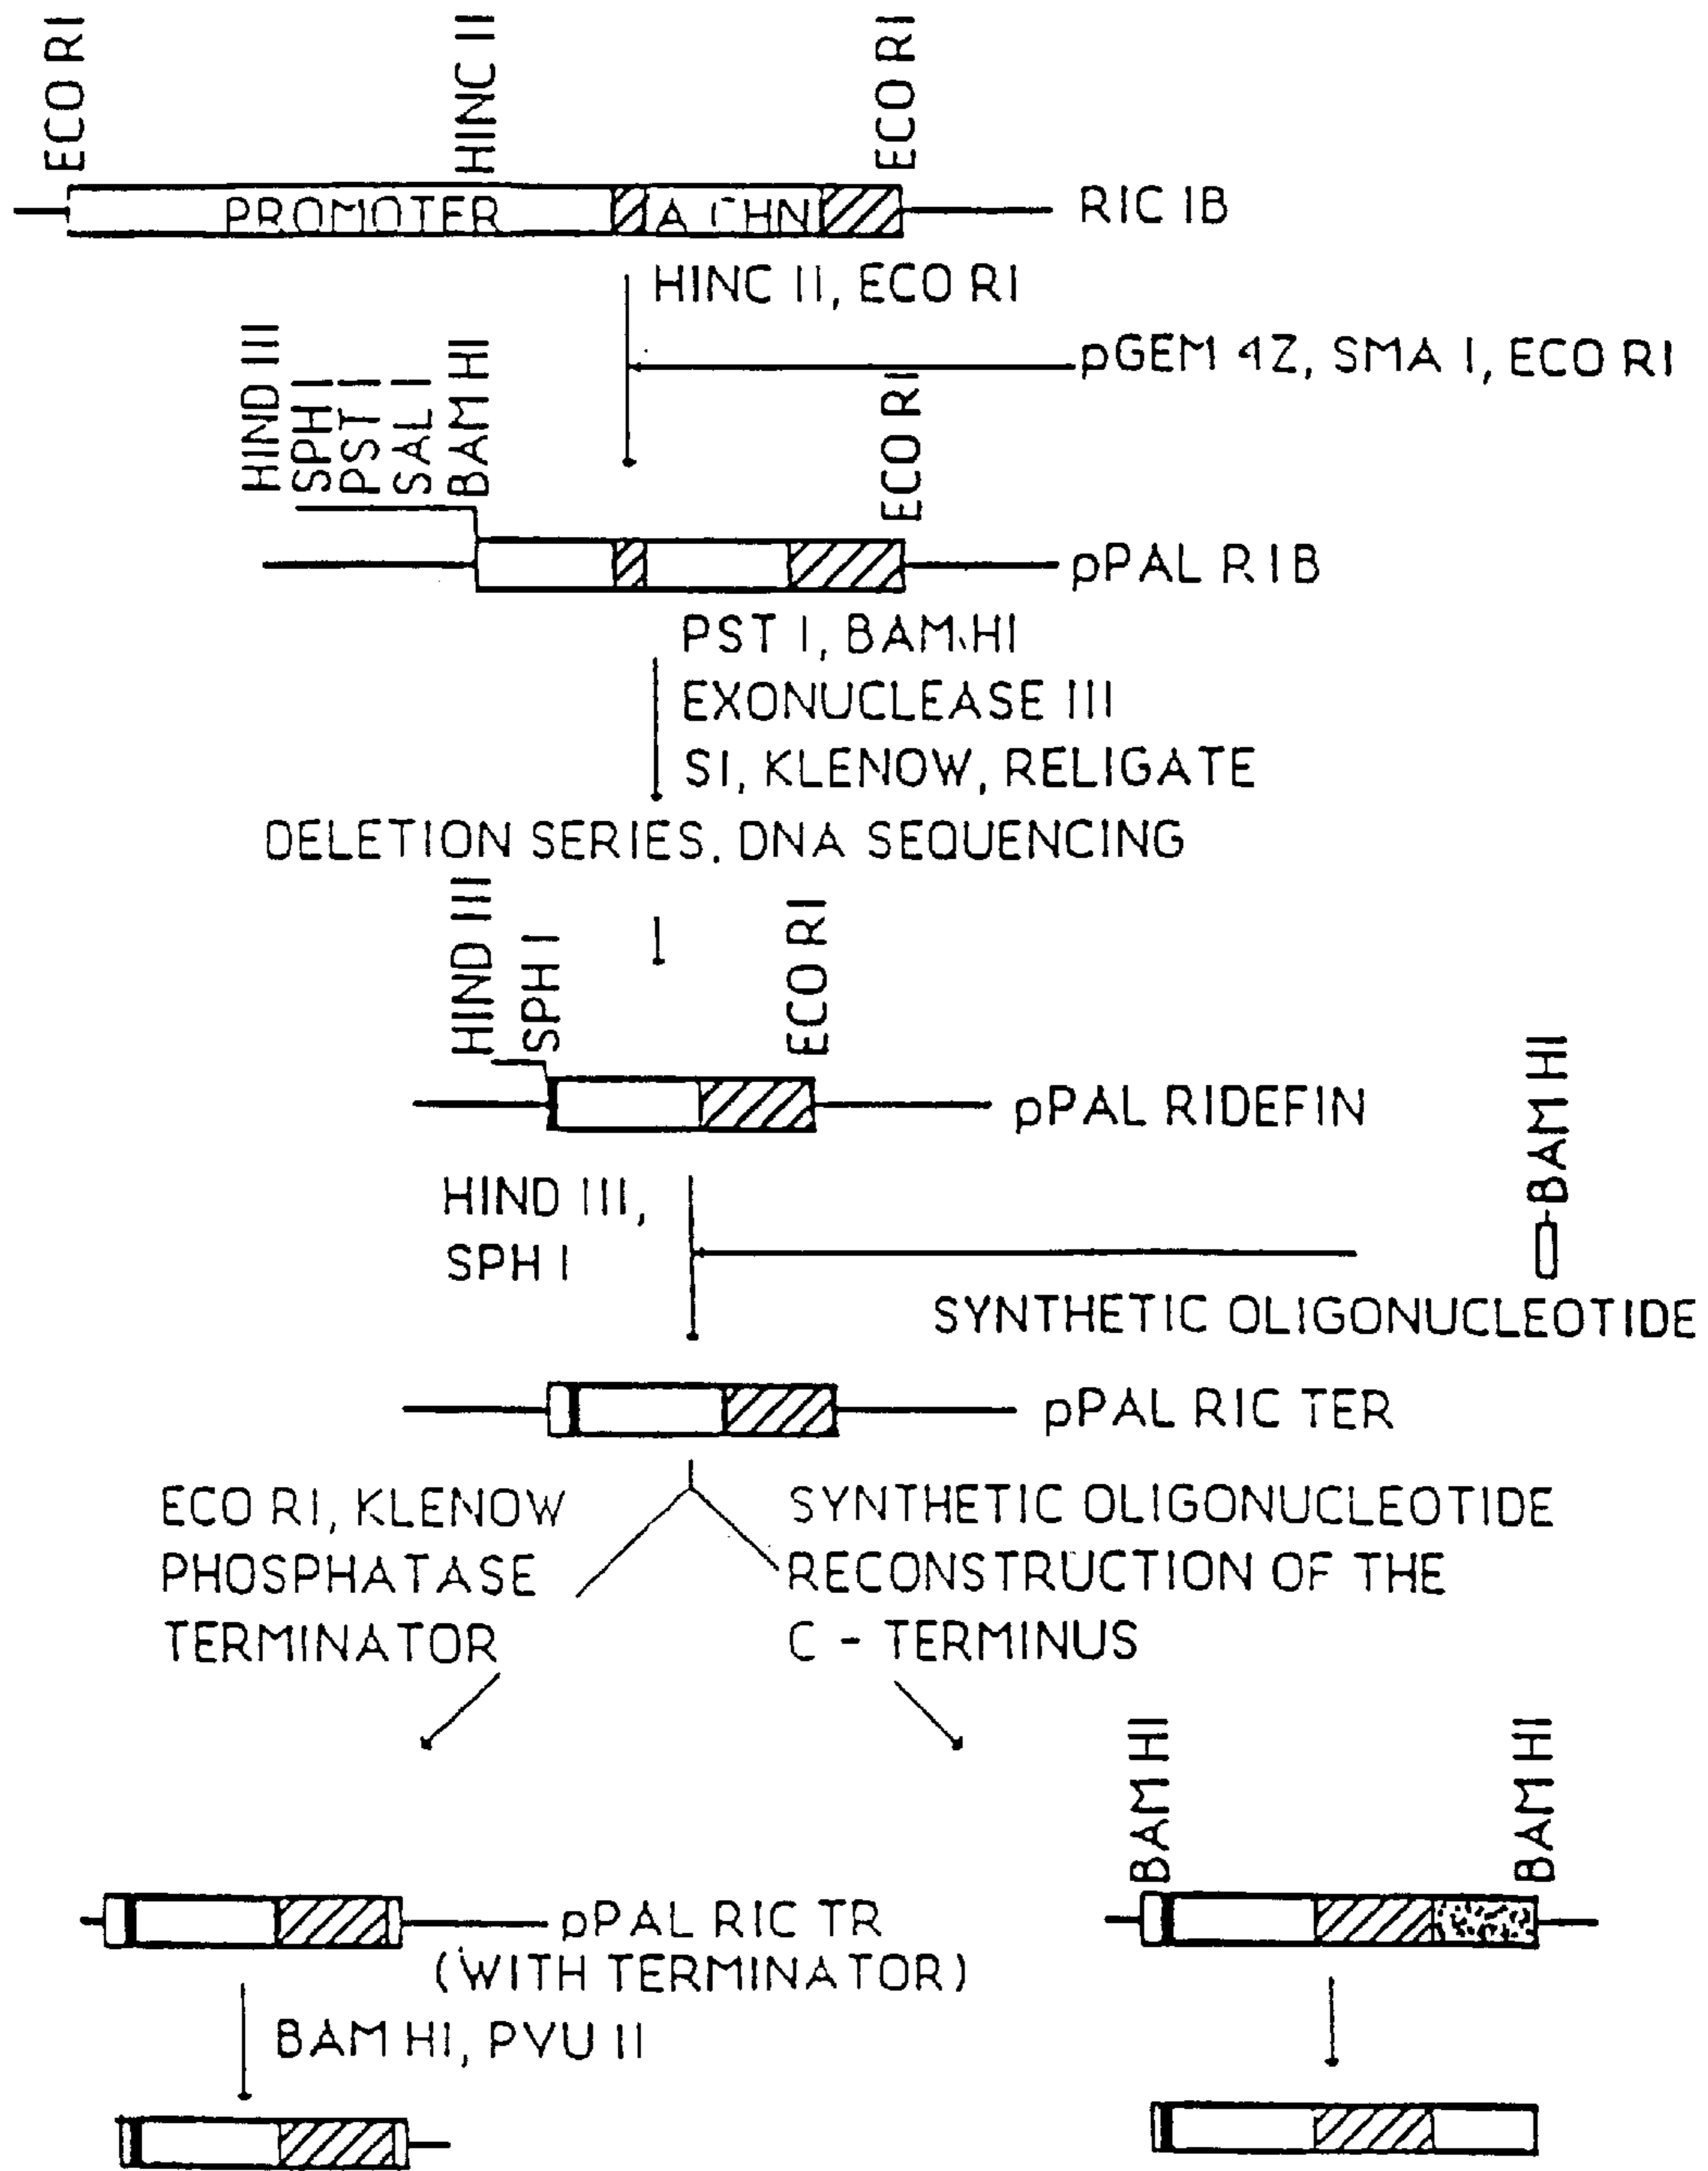 ECO RI
HINC II
ECO RI
PROMOTER
A CHN
RIC IB
HINC II, ECO RI
pGEM 4Z, SMA I, ECO RI
HIND III
SPH I
PST I
SAL I
BAM HI
ECO RI
pPAL RIB
PST I, BAM HI
EXONUCLEASE III
SI, KLENOW, RELIGATE
DELETION SERIES, DNA SEQUENCING
HIND III
SPH I
ECO RI
pPAL RIDEFIN
BAM HI
HIND III,
SPH I
SYNTHETIC OLIGONUCLEOTIDE
pPAL RIC TER
ECO RI, KLENOW
PHOSPHATASE
TERMINATOR
SYNTHETIC OLIGONUCLEOTIDE
RECONSTRUCTION OF THE
C - TERMINUS
BAM HI
BAM HI
pPAL RIC TR
(WITH TERMINATOR)
BAM HI, PVU II